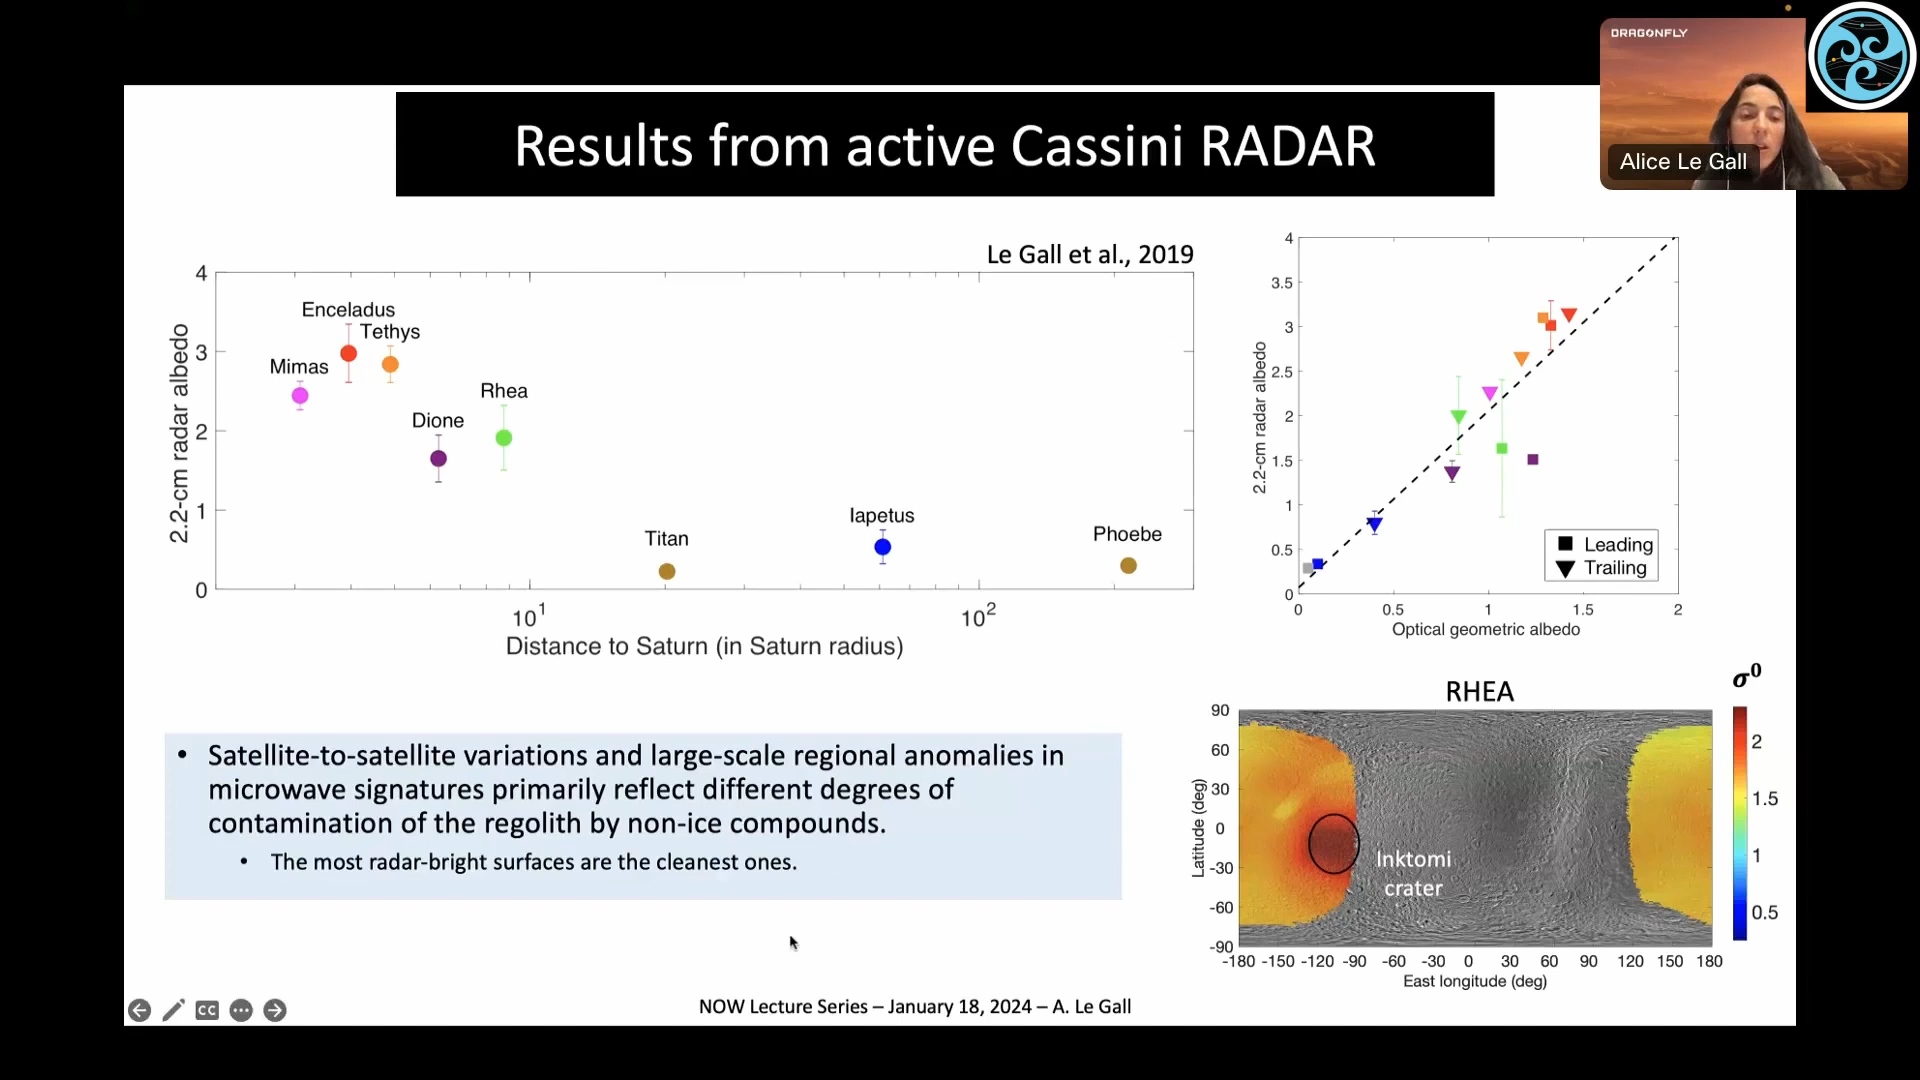 DRAGONFLY
Alice Le Gall
Results from active Cassini RADAR
Le Gall et al., 2019
2.2-cm radar albedo
4
3
2
1
0
Enceladus
Tethys
Mimas
Rhea
Dione
Titan
Iapetus
Phoebe
10¹
10²
Distance to Saturn (in Saturn radius)
2.2-cm radar albedo
4
3.5
3
2.5
2
1.5
1
0.5
0
Leading
Trailing
0 0.5 1 1.5 2
Optical geometric albedo
• Satellite-to-satellite variations and large-scale regional anomalies in
microwave signatures primarily reflect different degrees of
contamination of the regolith by non-ice compounds.
• The most radar-bright surfaces are the cleanest ones.
RHEA
σ⁰
Latitude (deg)
90
60
30
0
-30
-60
-90
Inktomi
crater
2
1.5
1
0.5
-180 -150 -120 -90 -60 -30 0 30 60 90 120 150 180
East longitude (deg)
CC
NOW Lecture Series – January 18, 2024 – A. Le Gall